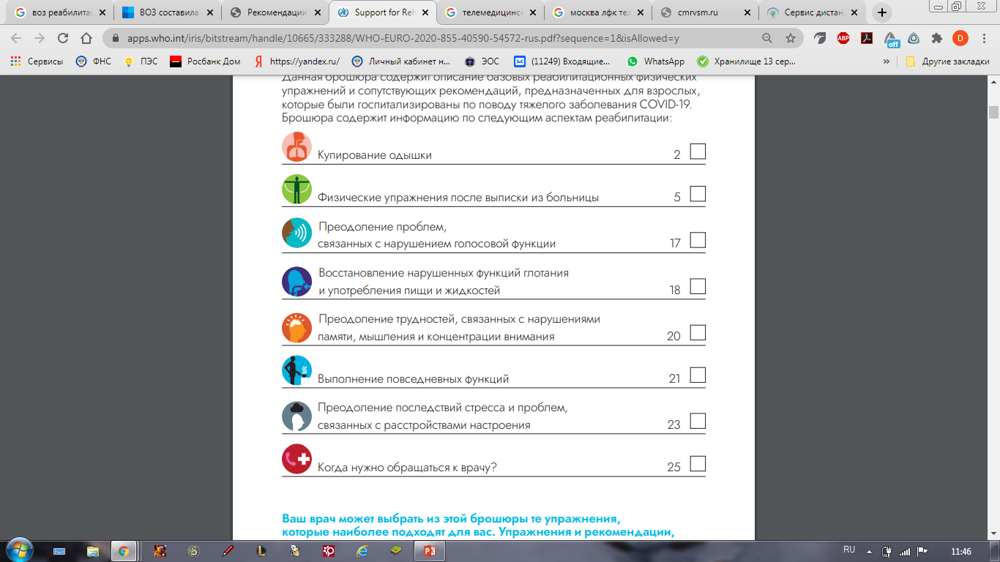 воз реабилита
ВОЗ составила
Рекомендации
Support for Reh
телемедицинс
москва лфк тел
cmrvsm.ru
Сервис дистан
D
apps.who.int/iris/bitstream/handle/10665/333288/WHO-EURO-2020-855-40590-54572-rus.pdf?sequence=1&isAllowed=y
ABP
off
D
Сервисы
ФНС
ПЭС
Росбанк Дом
Я
https://yandex.ru/
Личный кабинет н...
ЭОС
(11249) Входящие...
WhatsApp
Хранилище 13 сер...
»
Другие закладки
Данная брошюра содержит описание базовых реабилитационных физических
упражнений и сопутствующих рекомендаций, предназначенных для взрослых,
которые были госпитализированы по поводу тяжелого заболевания COVID-19.
Брошюра содержит информацию по следующим аспектам реабилитации:
Купирование одышки 2
Физические упражнения после выписки из больницы 5
Преодоление проблем,
связанных с нарушением голосовой функции 17
Восстановление нарушенных функций глотания
и употребления пищи и жидкостей 18
Преодоление трудностей, связанных с нарушениями
памяти, мышления и концентрации внимания 20
Выполнение повседневных функций 21
Преодоление последствий стресса и проблем,
связанных с расстройствами настроения 23
Когда нужно обращаться к врачу? 25
Ваш врач может выбрать из этой брошюры те упражнения,
которые наиболее подходят для вас. Упражнения и рекомендации,
RU
11:46